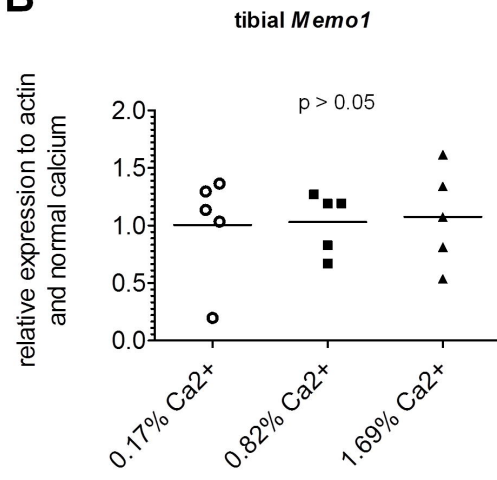 B
tibial Memo1
relative expression to actin
and normal calcium
p > 0.05
2.0
1.5
1.0
0.5
0.0
0.17% Ca2+
0.82% Ca2+
1.69% Ca2+